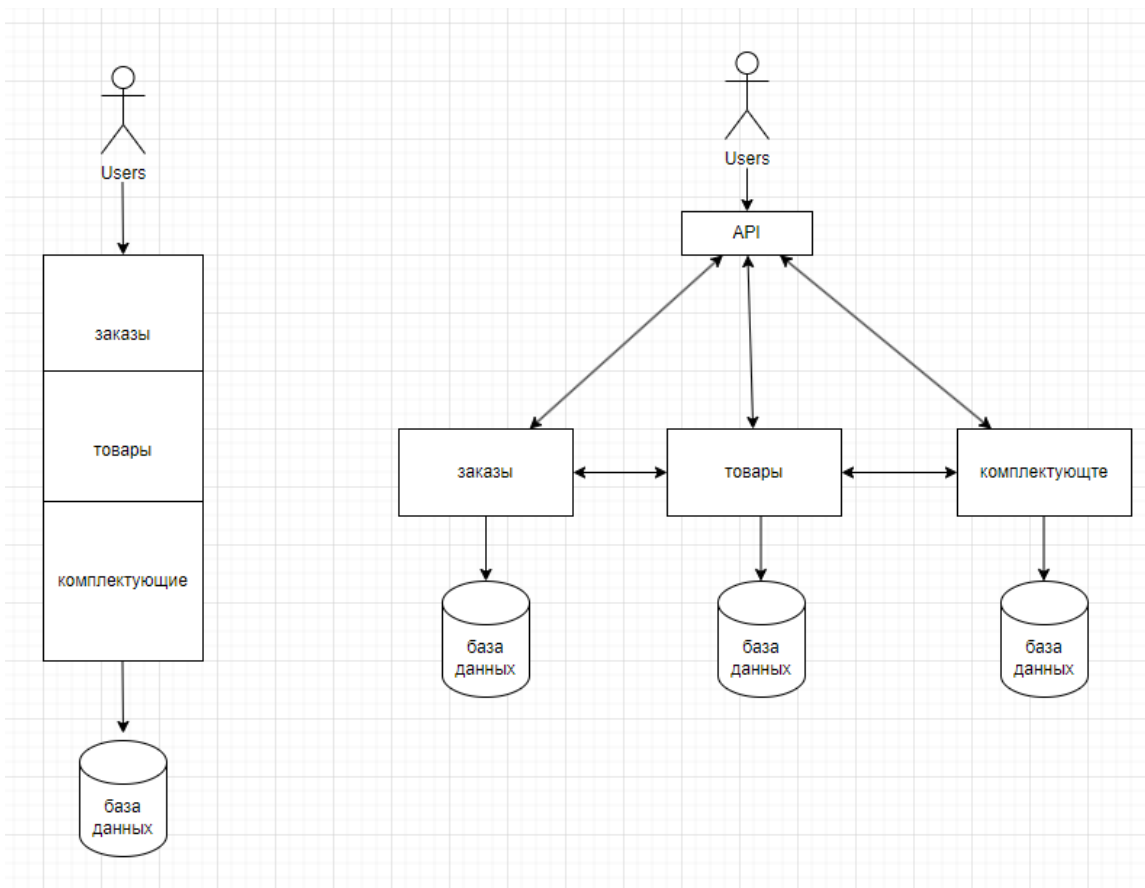 Users
заказы
товары
комплектующие
база
данных
Users
API
заказы
товары
комплектующте
база
данных
база
данных
база
данных